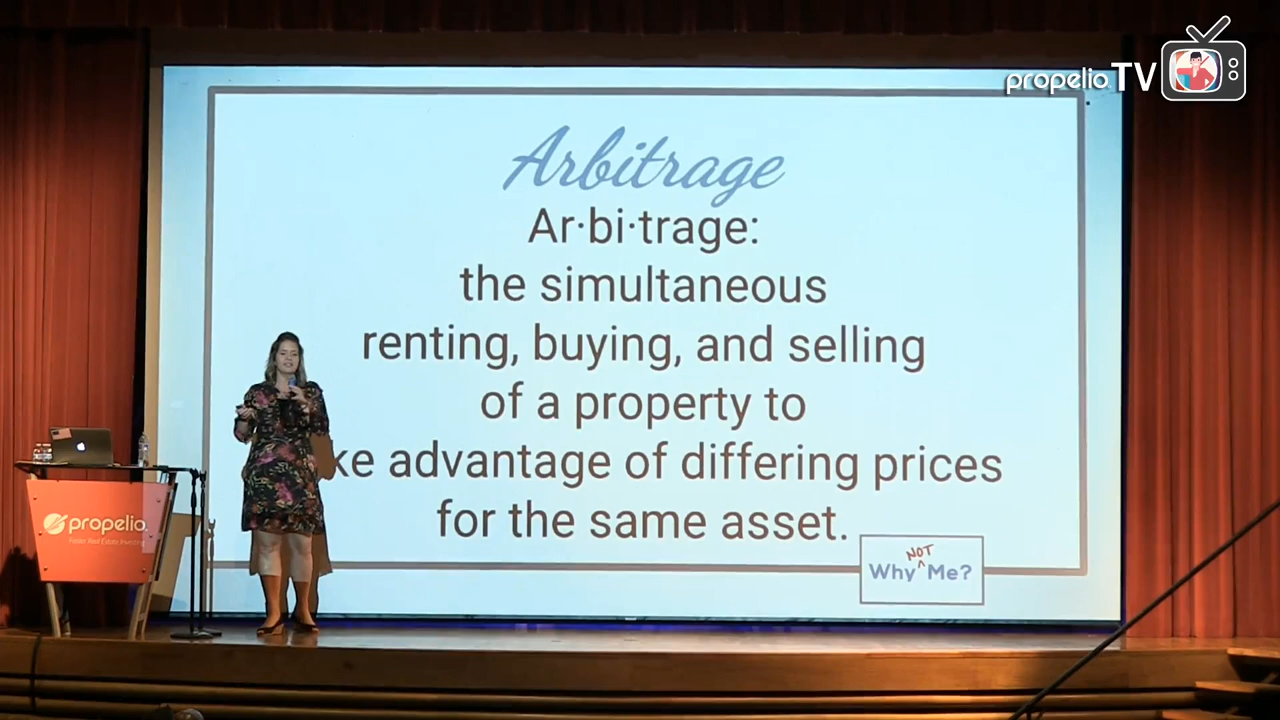 propelio. TV
Arbitrage
Ar·bi·trage:
the simultaneous
renting, buying, and selling
of a property to
ke advantage of differing prices
for the same asset.
NOT
Why ^ Me?
propelio.